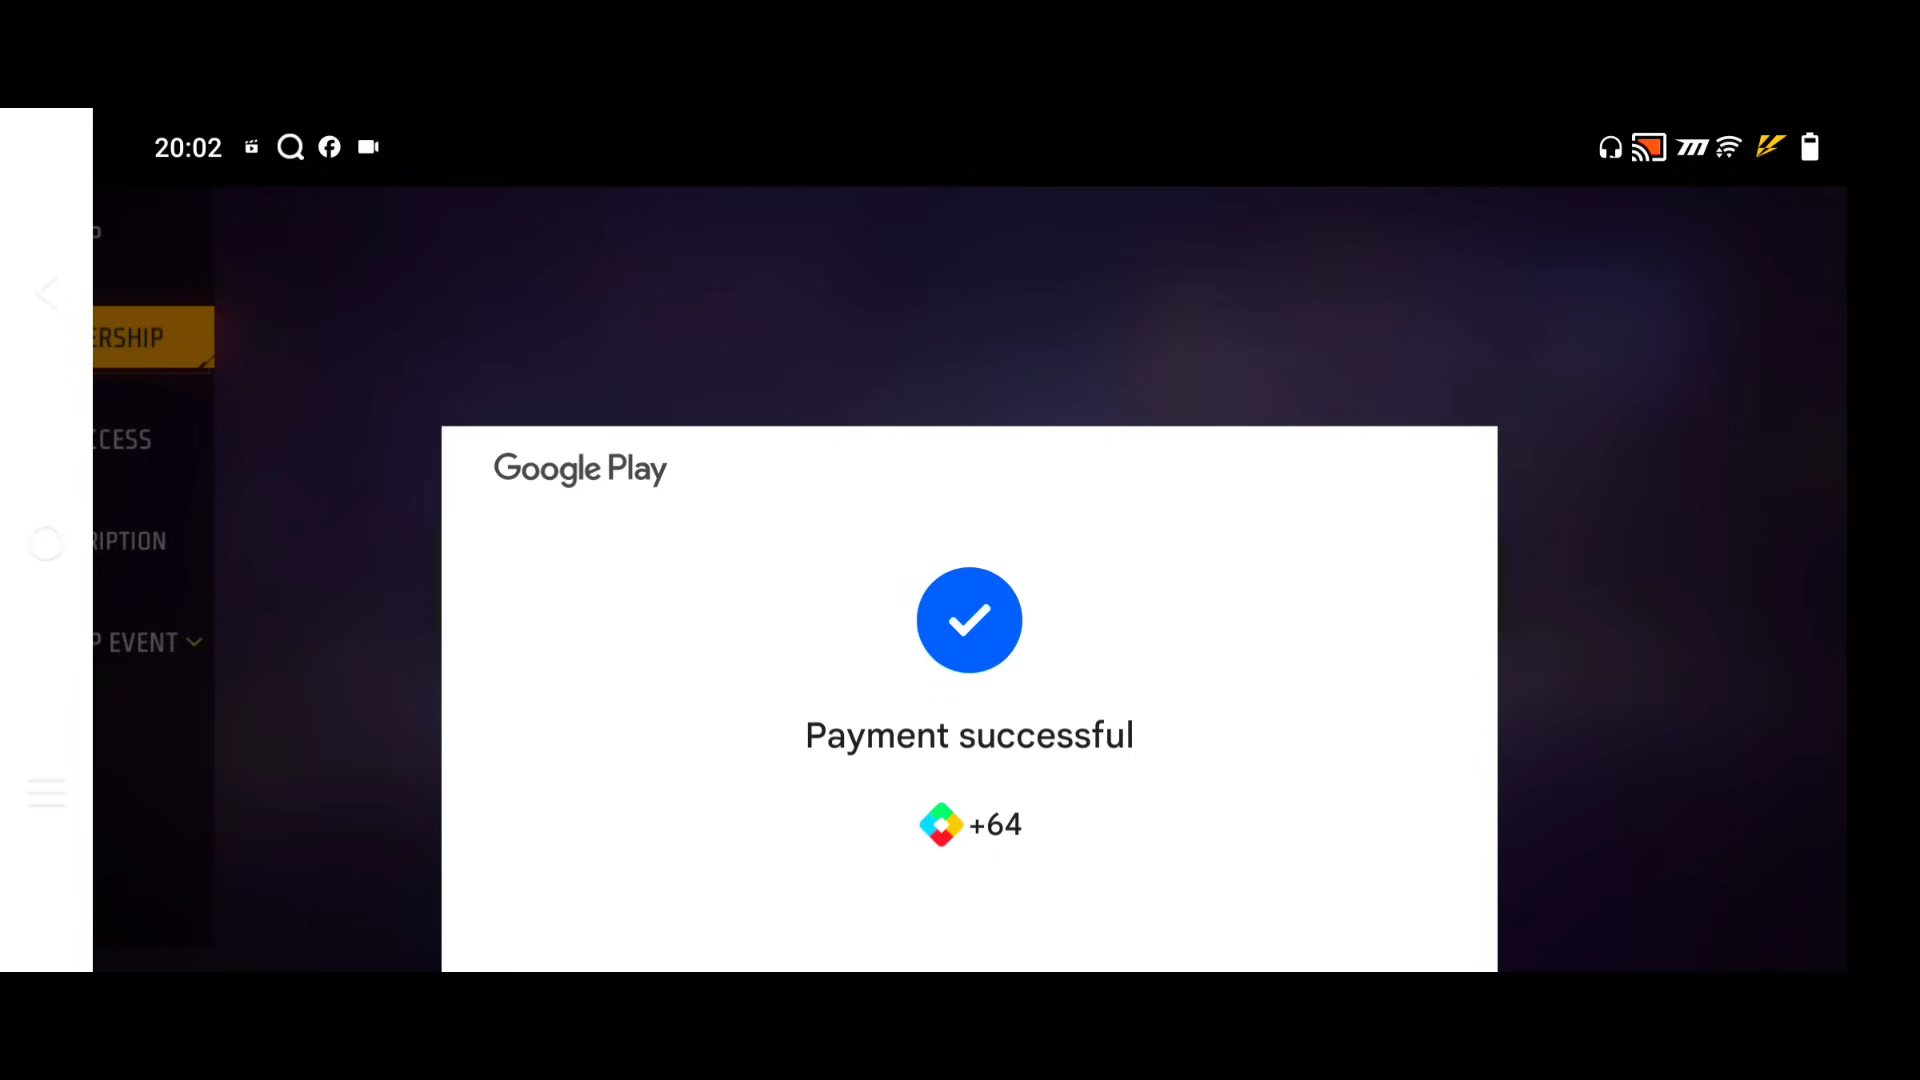 20:02
ERSHIP
CCESS
RIPTION
P EVENT
Google Play
Payment successful
+64